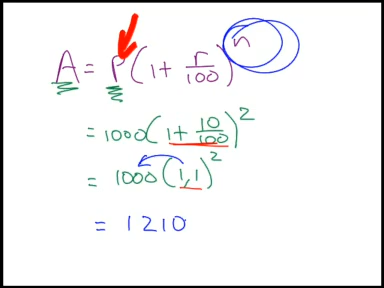 A = P(1 + r/100)^n
= 1000(1 + 10/100)^2
= 1000(1,1)^2
= 1210